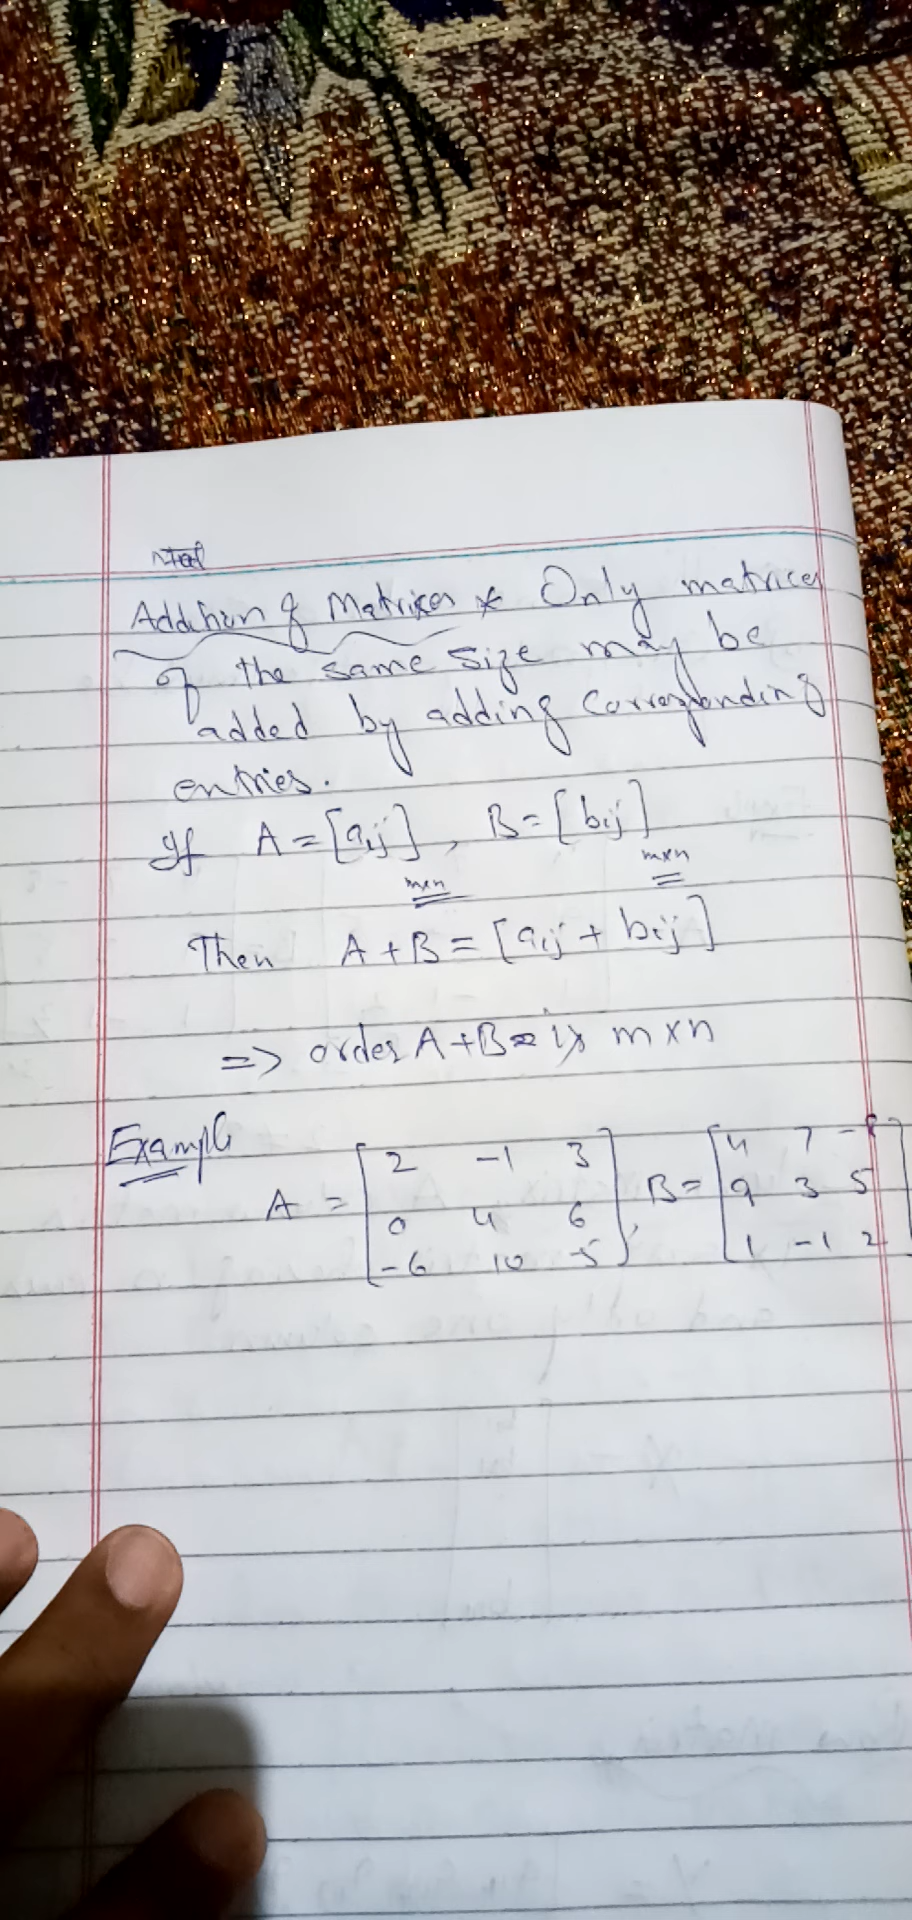 Addition of Matrices * Only matrices
of the same size may be
added by adding corresponding
entries.
If A = [aij] m×n , B = [bij] m×n
Then A + B = [aij + bij]
=> order A + B is m×n
Example
A = [2 -1 3
0 4 6
-6 10 -5], B = [4 7 -8
9 3 5
1 -1 2]